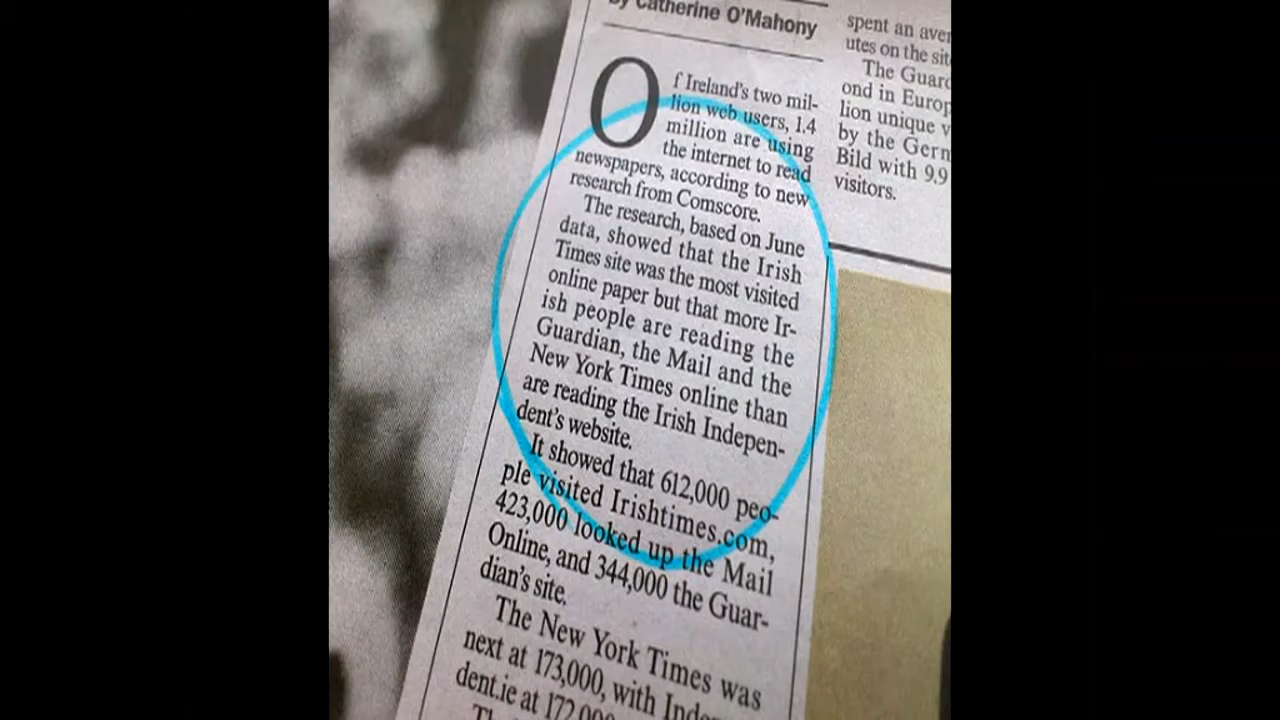 by Catherine O'Mahony
Of Ireland's two mil-
lion web users, 1.4
million are using
the internet to read
newspapers, according to new
research from Comscore.
The research, based on June
data, showed that the Irish
Times site was the most visited
online paper but that more Ir-
ish people are reading the
Guardian, the Mail and the
New York Times online than
are reading the Irish Indepen-
dent's website.
It showed that 612,000 peo-
ple visited Irishtimes.com,
423,000 looked up the Mail
Online, and 344,000 the Guar-
dian's site.
The New York Times was
next at 173,000, with Inde
dent.ie at 172,000
spent an aver
utes on the sit
The Guard
ond in Europ
lion unique v
by the Germ
Bild with 9.9
visitors.